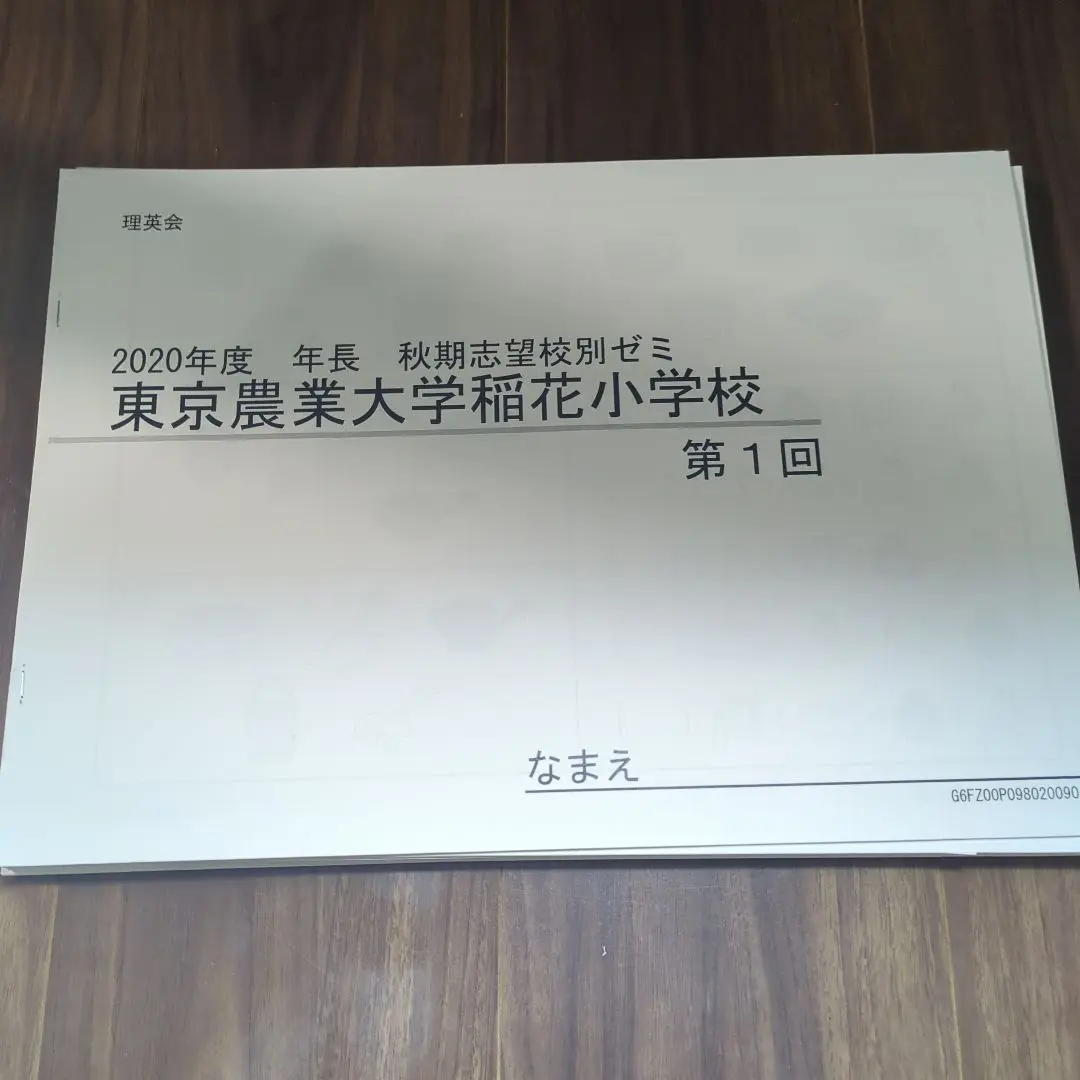 理英会
2020年度　年長　秋期志望校別ゼミ
東京農業大学稲花小学校
第１回
なまえ
G6FZ00P098020090